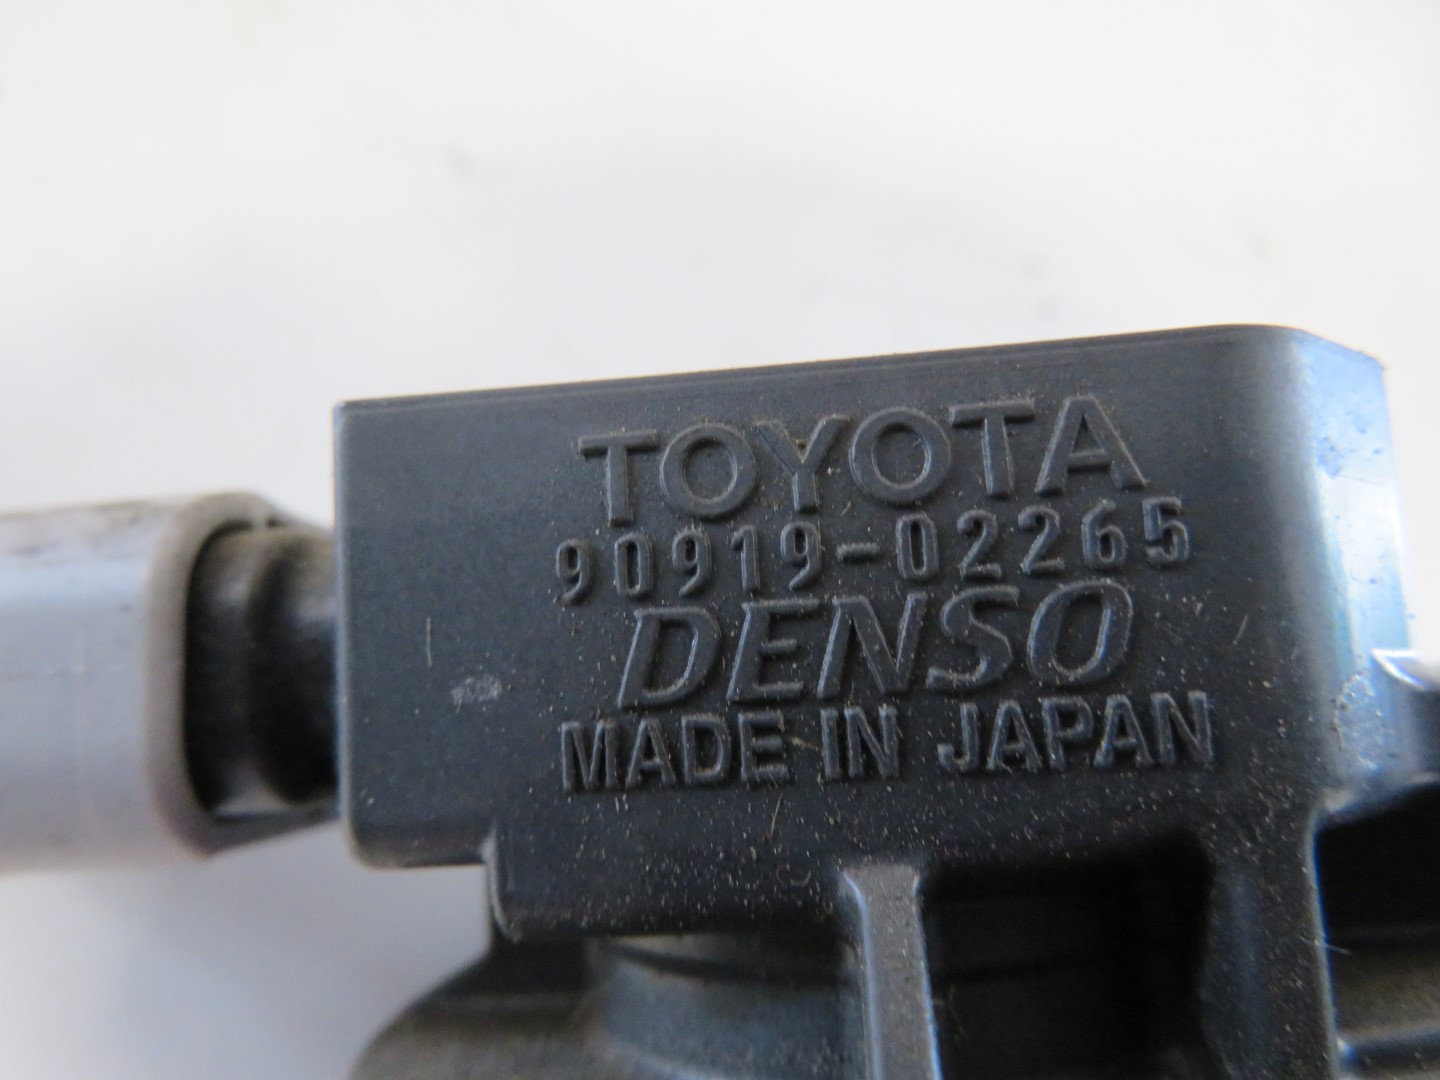 TOYOTA
90919-02265
DENSO
MADE IN JAPAN